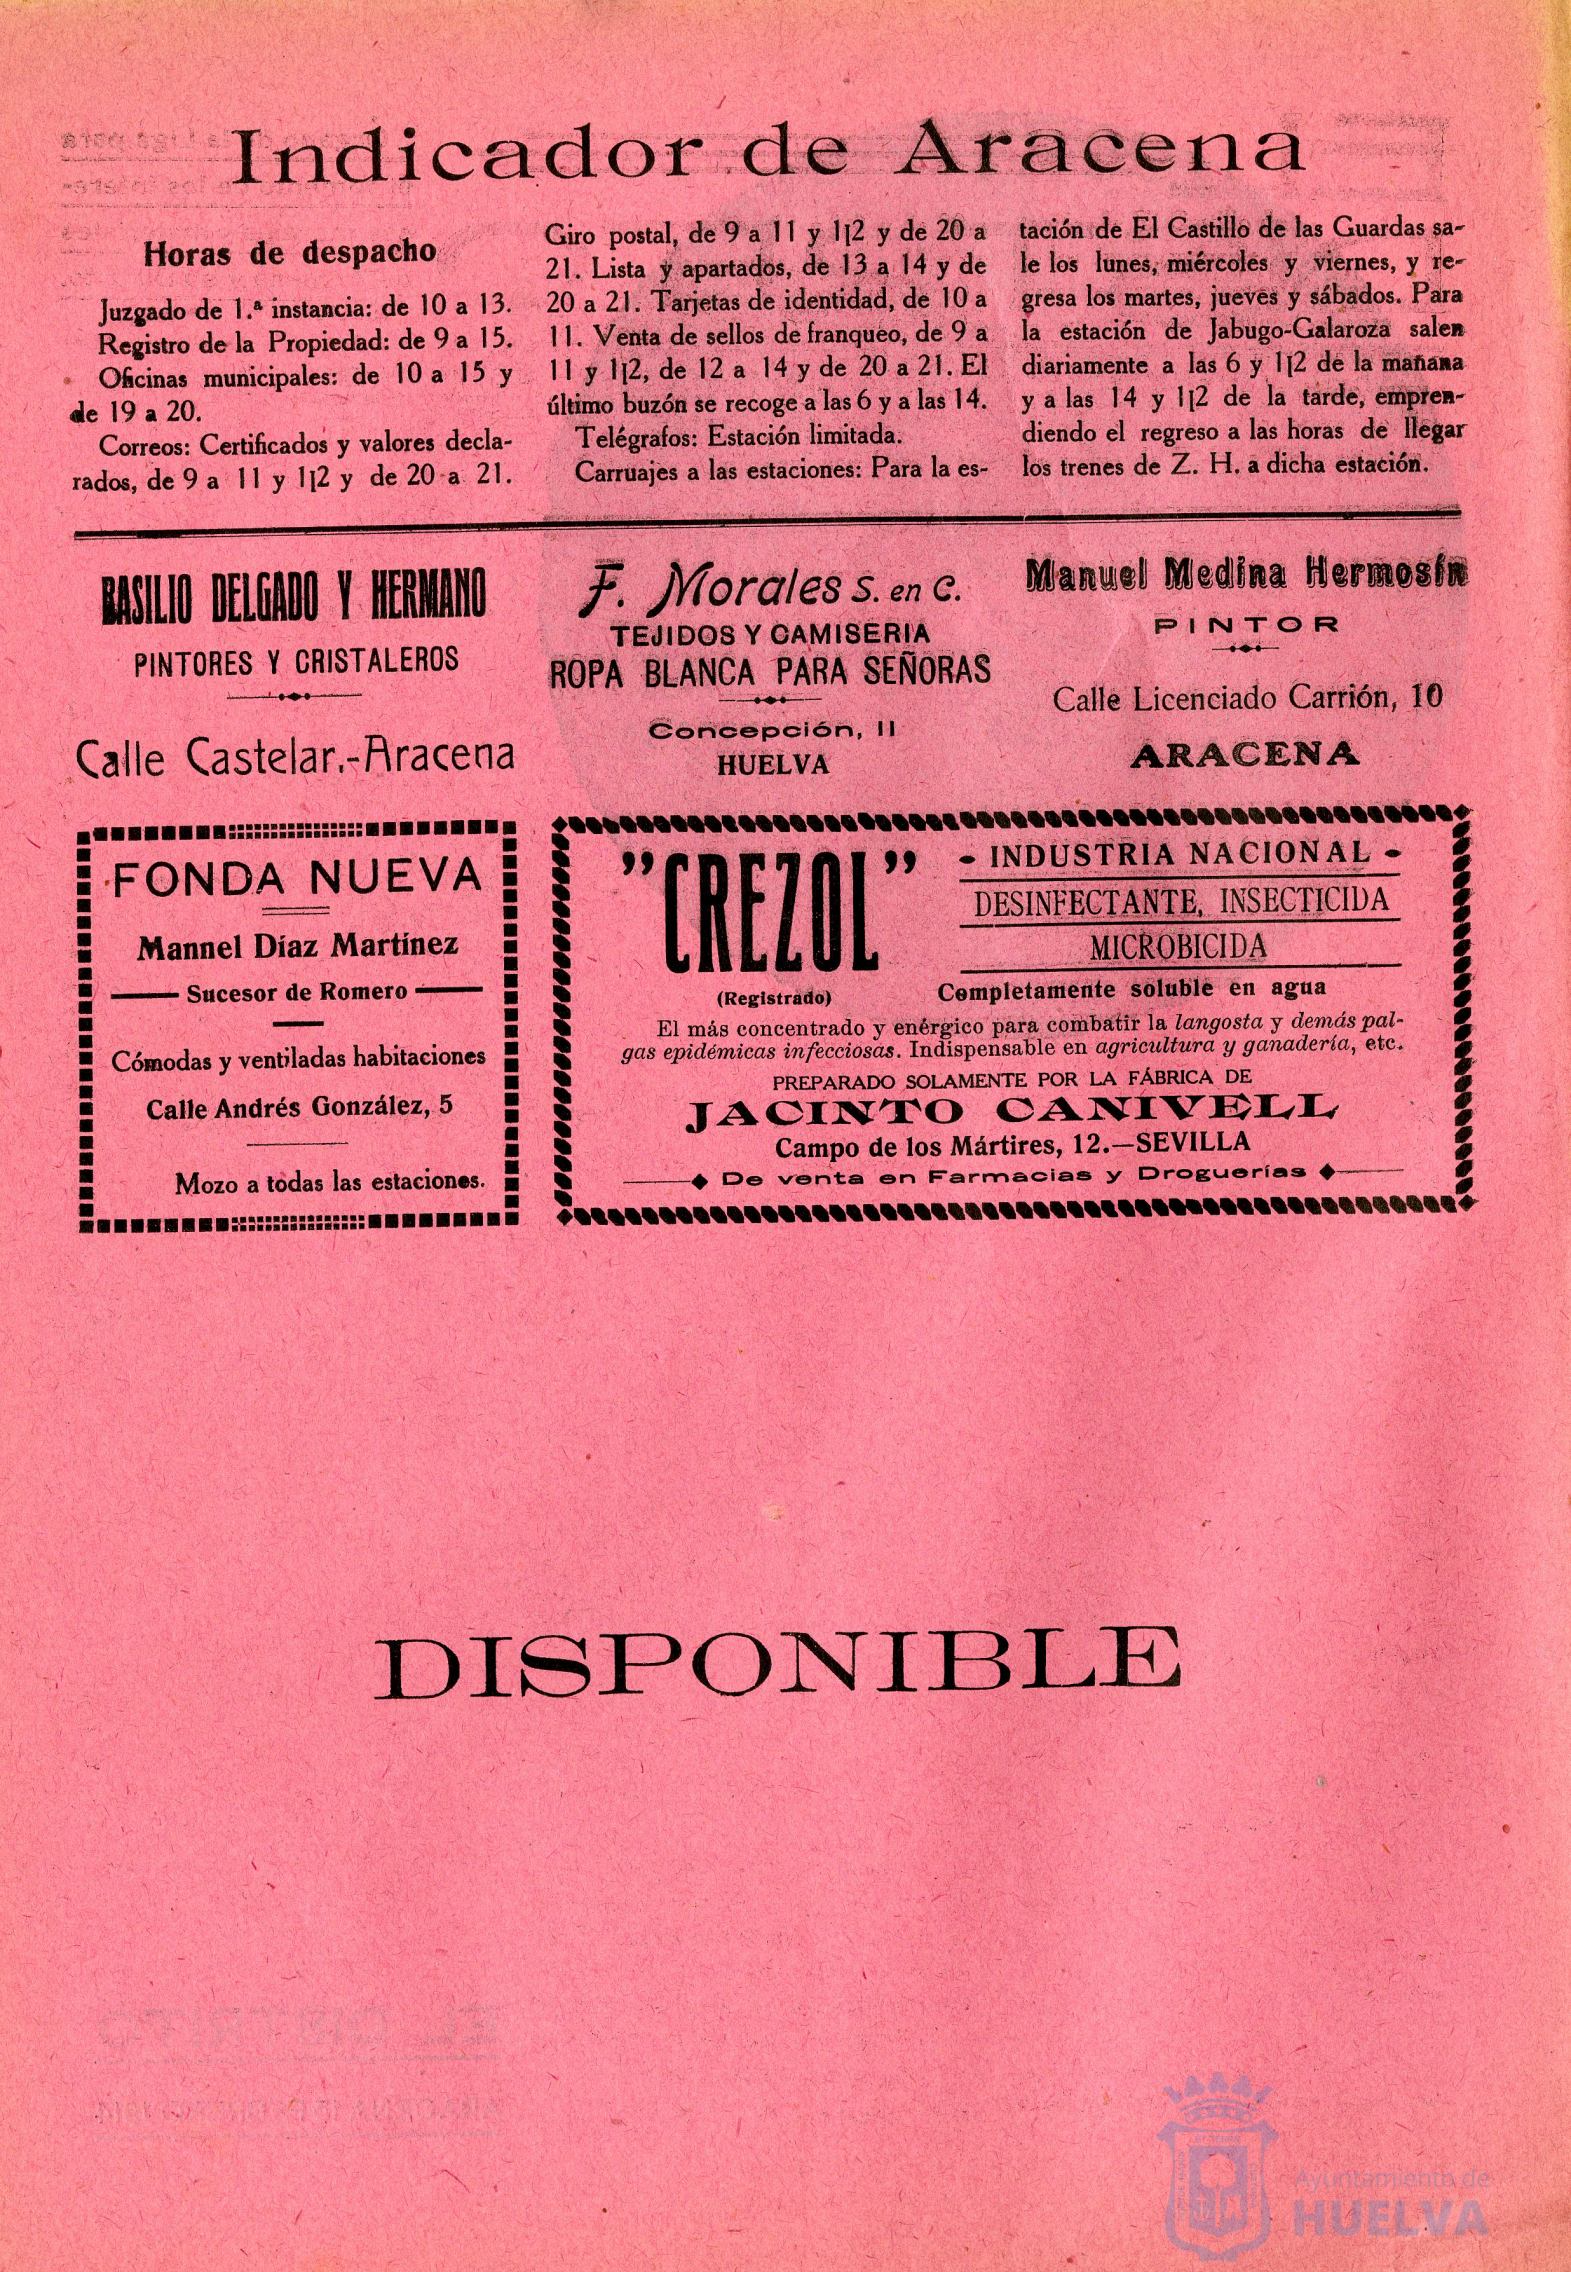 Indicador de Aracena
Horas de despacho
Juzgado de 1.ª instancia: de 10 a 13.
Registro de la Propiedad: de 9 a 15.
Oficinas municipales: de 10 a 15 y
de 19 a 20.
Correos: Certificados y valores decla-
rados, de 9 a 11 y 1|2 y de 20 a 21.
Giro postal, de 9 a 11 y 1|2 y de 20 a
21. Lista y apartados, de 13 a 14 y de
20 a 21. Tarjetas de identidad, de 10 a
11. Venta de sellos de franqueo, de 9 a
11 y 1|2, de 12 a 14 y de 20 a 21. El
último buzón se recoge a las 6 y a las 14.
Telégrafos: Estación limitada.
Carruajes a las estaciones: Para la es-
tación de El Castillo de las Guardas sa-
le los lunes, miércoles y viernes, y re-
gresa los martes, jueves y sábados. Para
la estación de Jabugo-Galaroza salen
diariamente a las 6 y 1|2 de la mañana
y a las 14 y 1|2 de la tarde, empren-
diendo el regreso a las horas de llegar
los trenes de Z. H. a dicha estación.
BASILIO DELGADO Y HERMANO
PINTORES Y CRISTALEROS
Calle Castelar.-Aracena
F. Morales S. en C.
TEJIDOS Y CAMISERIA
ROPA BLANCA PARA SEÑORAS
Concepción, 11
HUELVA
Manuel Medina Hermosín
PINTOR
Calle Licenciado Carrión, 10
ARACENA
FONDA NUEVA
Mannel Díaz Martínez
Sucesor de Romero
Cómodas y ventiladas habitaciones
Calle Andrés González, 5
Mozo a todas las estaciones.
"CREZOL"
(Registrado)
- INDUSTRIA NACIONAL -
DESINFECTANTE, INSECTICIDA
MICROBICIDA
Completamente soluble en agua
El más concentrado y enérgico para combatir la langosta y demás pal-
gas epidémicas infecciosas. Indispensable en agricultura y ganadería, etc.
PREPARADO SOLAMENTE POR LA FÁBRICA DE
JACINTO CANIVELL
Campo de los Mártires, 12.—SEVILLA
De venta en Farmacias y Droguerías
DISPONIBLE
Ayuntamiento de
HUELVA